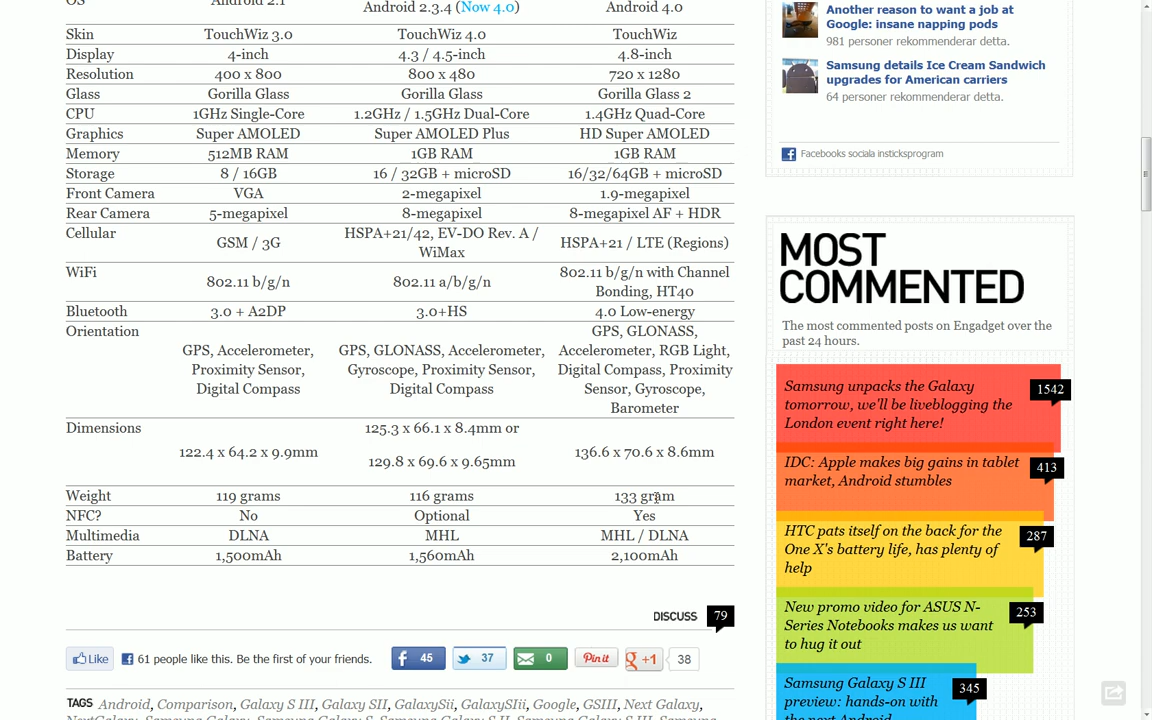 OS Android 2.1 Android 2.3.4 (Now 4.0) Android 4.0
Skin TouchWiz 3.0 TouchWiz 4.0 TouchWiz
Display 4-inch 4.3 / 4.5-inch 4.8-inch
Resolution 400 x 800 800 x 480 720 x 1280
Glass Gorilla Glass Gorilla Glass Gorilla Glass 2
CPU 1GHz Single-Core 1.2GHz / 1.5GHz Dual-Core 1.4GHz Quad-Core
Graphics Super AMOLED Super AMOLED Plus HD Super AMOLED
Memory 512MB RAM 1GB RAM 1GB RAM
Storage 8 / 16GB 16 / 32GB + microSD 16/32/64GB + microSD
Front Camera VGA 2-megapixel 1.9-megapixel
Rear Camera 5-megapixel 8-megapixel 8-megapixel AF + HDR
Cellular GSM / 3G HSPA+21/42, EV-DO Rev. A / HSPA+21 / LTE (Regions)
WiMax
WiFi 802.11 b/g/n 802.11 a/b/g/n 802.11 b/g/n with Channel
Bonding, HT40
Bluetooth 3.0 + A2DP 3.0+HS 4.0 Low-energy
Orientation GPS, GLONASS,
GPS, Accelerometer, GPS, GLONASS, Accelerometer, Accelerometer, RGB Light,
Proximity Sensor, Gyroscope, Proximity Sensor, Digital Compass, Proximity
Digital Compass Digital Compass Sensor, Gyroscope,
Barometer
Dimensions 125.3 x 66.1 x 8.4mm or
122.4 x 64.2 x 9.9mm 136.6 x 70.6 x 8.6mm
129.8 x 69.6 x 9.65mm
Weight 119 grams 116 grams 133 gram
NFC? No Optional Yes
Multimedia DLNA MHL MHL / DLNA
Battery 1,500mAh 1,560mAh 2,100mAh
DISCUSS 79
Like 61 people like this. Be the first of your friends. 45 37 0 Pin it +1 38
TAGS Android, Comparison, Galaxy S III, Galaxy SII, GalaxySii, GalaxySIIi, Google, GSIII, Next Galaxy,
NextGalaxy, Samsung Galaxy, Samsung Galaxy S, Samsung Galaxy S II, Samsung Galaxy S III, Samsung
Another reason to want a job at
Google: insane napping pods
981 personer rekommenderar detta.
Samsung details Ice Cream Sandwich
upgrades for American carriers
64 personer rekommenderar detta.
Facebooks sociala insticksprogram
MOST
COMMENTED
The most commented posts on Engadget over the
past 24 hours.
Samsung unpacks the Galaxy 1542
tomorrow, we'll be liveblogging the
London event right here!
IDC: Apple makes big gains in tablet 413
market, Android stumbles
HTC pats itself on the back for the 287
One X's battery life, has plenty of
help
New promo video for ASUS N- 253
Series Notebooks makes us want
to hug it out
Samsung Galaxy S III 345
preview: hands-on with
the next Android